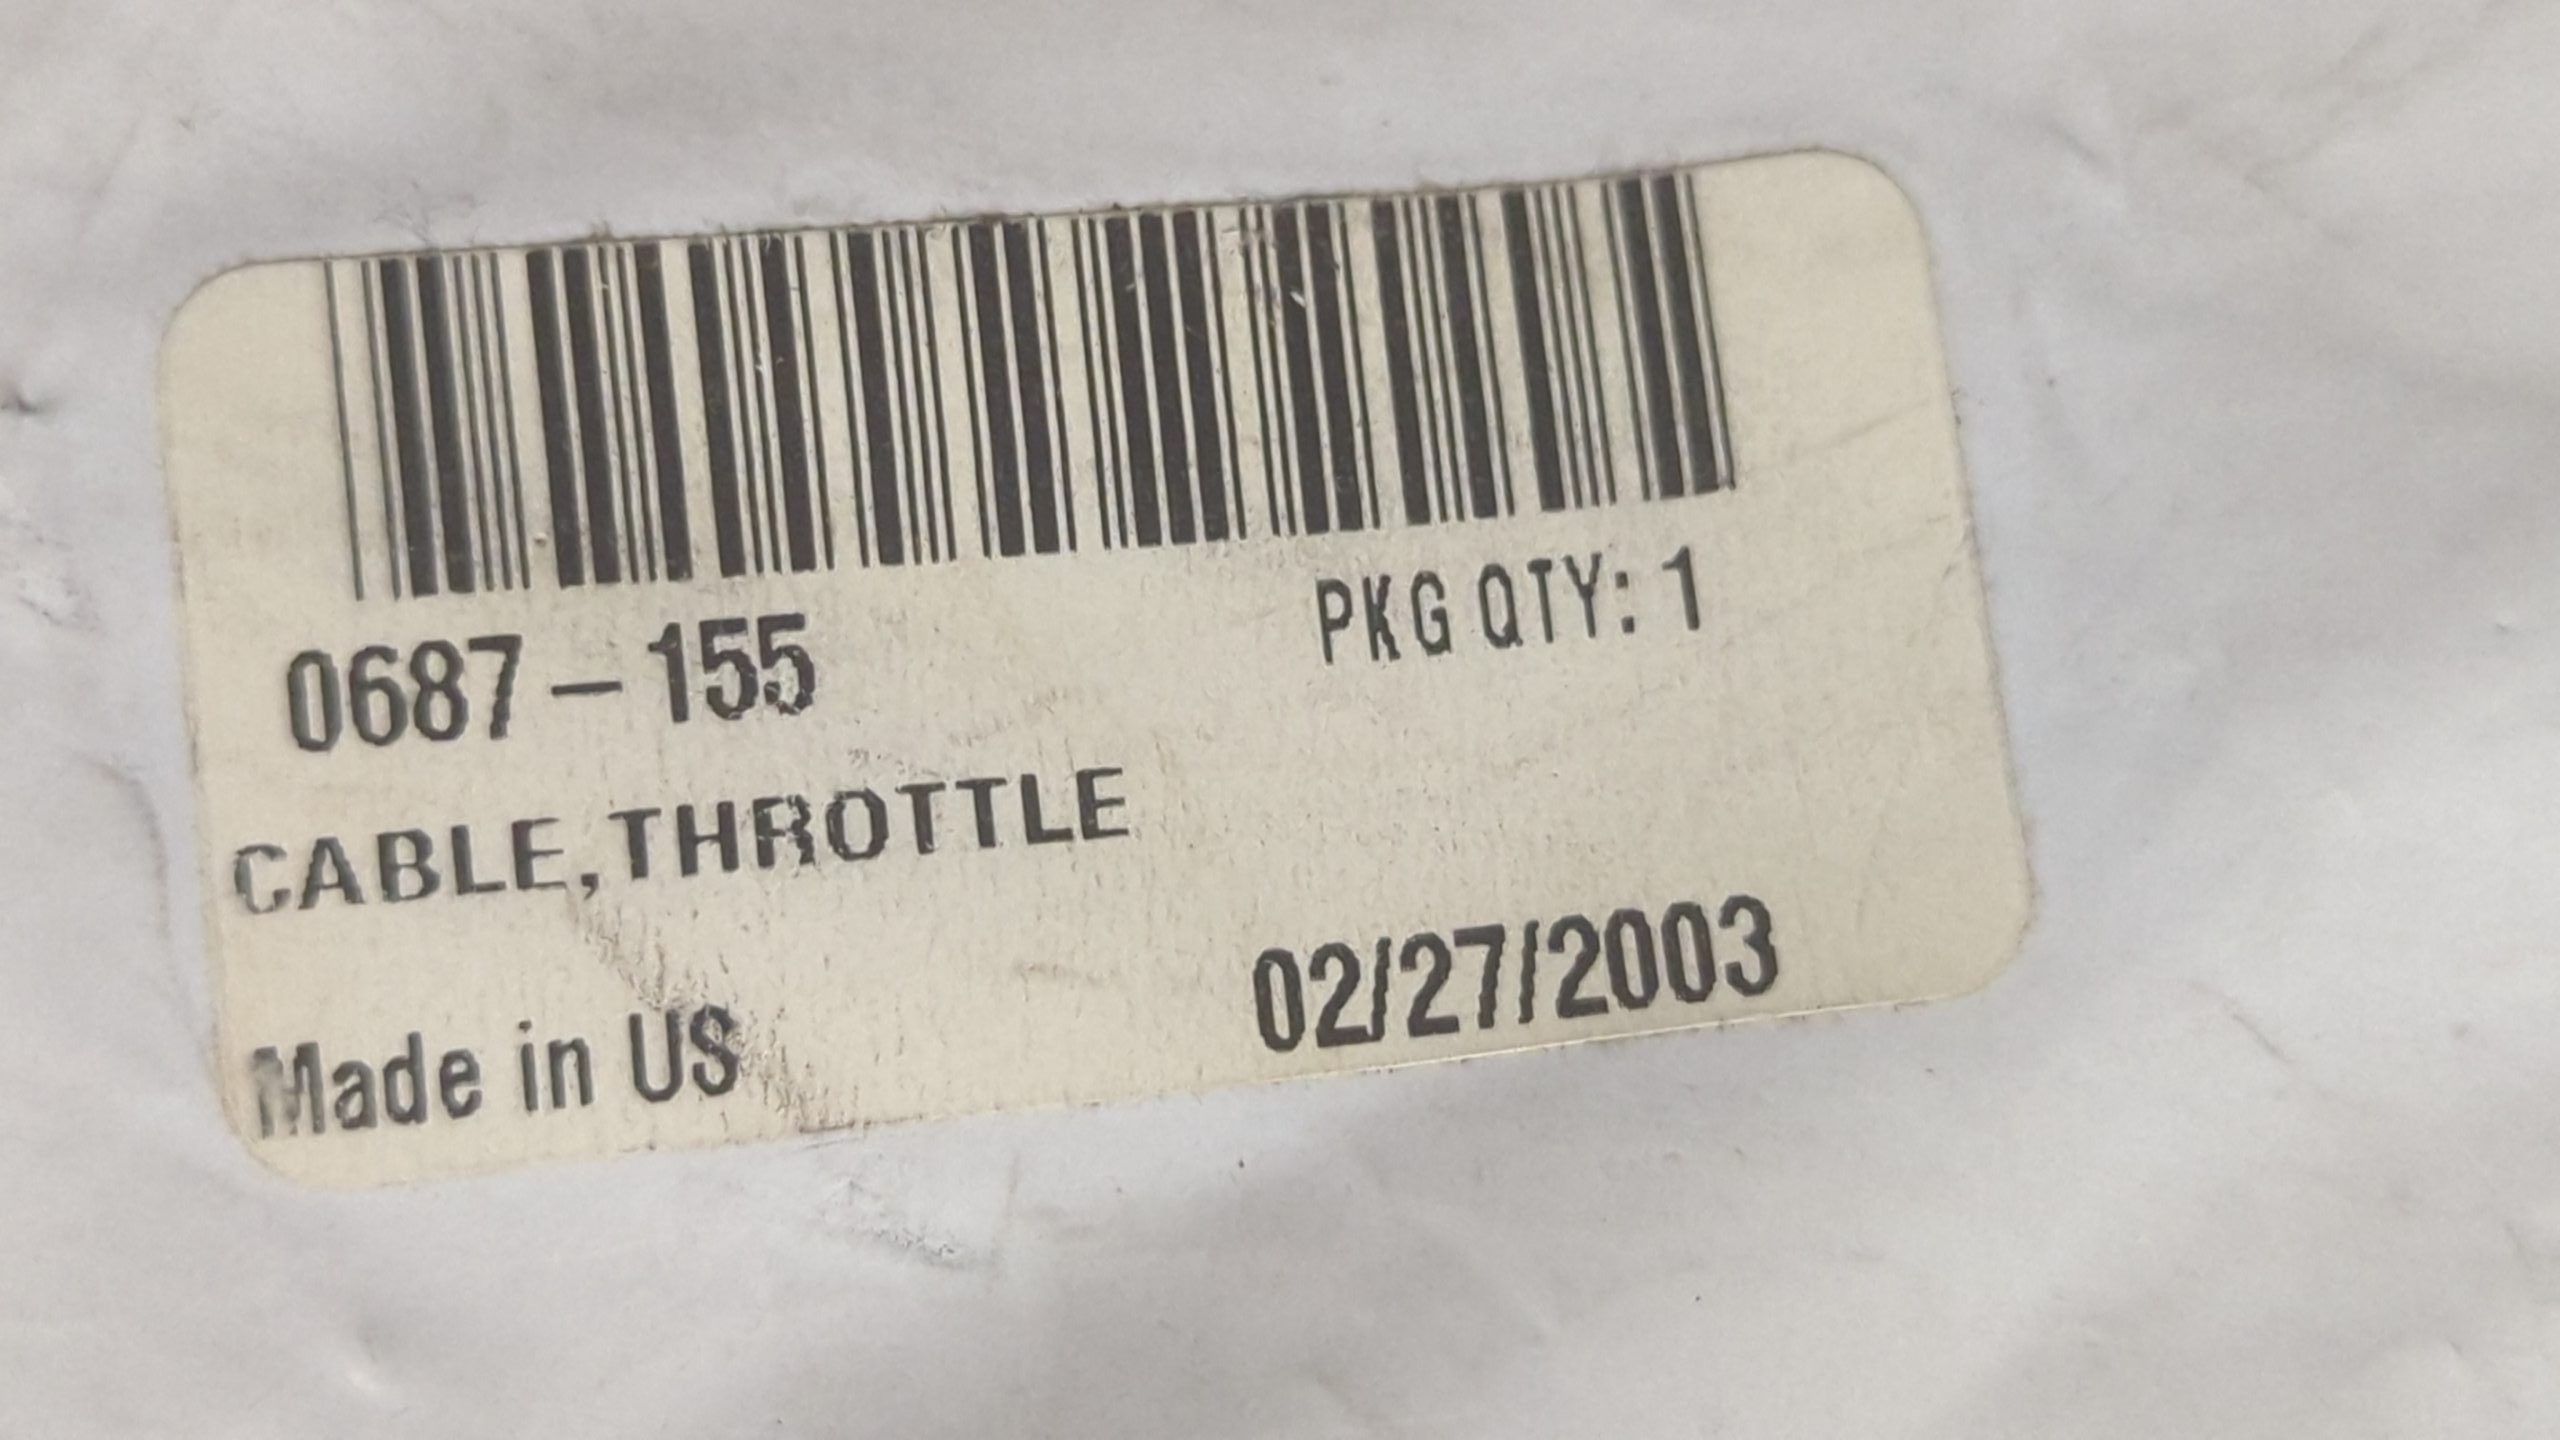 0687-155
PKG QTY: 1
CABLE,THROTTLE
Made in US
02/27/2003